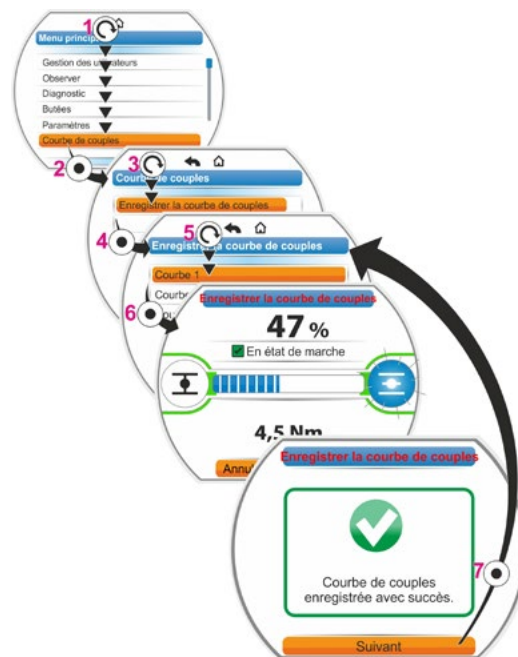 1
Menu principal
Gestion des utilisateurs
Observer
Diagnostic
Butées
Paramètres
Courbe de couples
2
3
Courbe de couples
Enregistrer la courbe de couples
4
5
Enregistrer la courbe de couples
Courbe 1
6
Enregistrer la courbe de couples
47 %
En état de marche
4,5 Nm
Enregistrer la courbe de couples
7
Courbe de couples
enregistrée avec succès.
Suivant